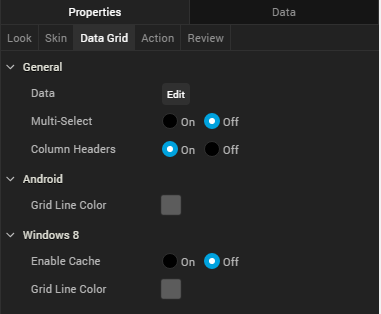 Properties Data
Look Skin Data Grid Action Review
General
Data Edit
Multi-Select On Off
Column Headers On Off
Android
Grid Line Color
Windows 8
Enable Cache On Off
Grid Line Color